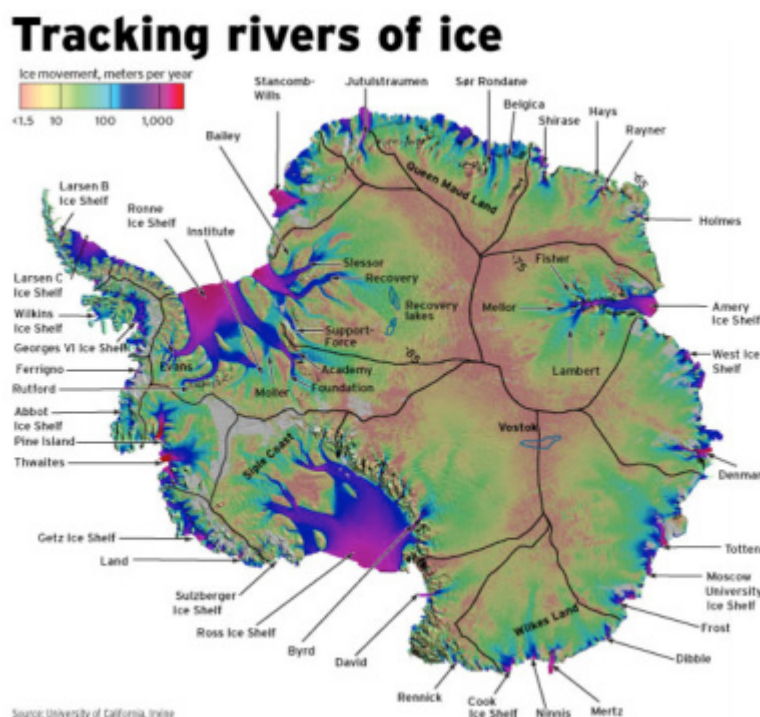 Tracking rivers of ice
Ice movement, meters per year
<1.5 10 100 1,000
Stancomb-
Wills
Jutulstraumen
Sør Rondane
Belgica
Shirase
Hays
Rayner
Bailey
Queen Maud Land
-65
Larsen B
Ice Shelf
Ronne
Ice Shelf
Institute
Holmes
Slessor
Recovery
-75
Fisher
Larsen C
Ice Shelf
Wilkins
Ice Shelf
Recovery
lakes
Mellor
Amery
Ice Shelf
Georges VI Ice Shelf
Support-
Force
-85
West Ice
Shelf
Ferrigno
Evans
Academy
Lambert
Rutford
Moller
Foundation
Abbot
Ice Shelf
Pine Island
Vostok
Siple Coast
Thwaites
Denman
Getz Ice Shelf
Totten
Land
Moscow
University
Ice Shelf
Sulzberger
Ice Shelf
Ross Ice Shelf
Wilkes Land
Frost
Byrd
David
Dibble
Rennick
Cook
Ice Shelf
Ninnis
Mertz
Source: University of California, Irvine